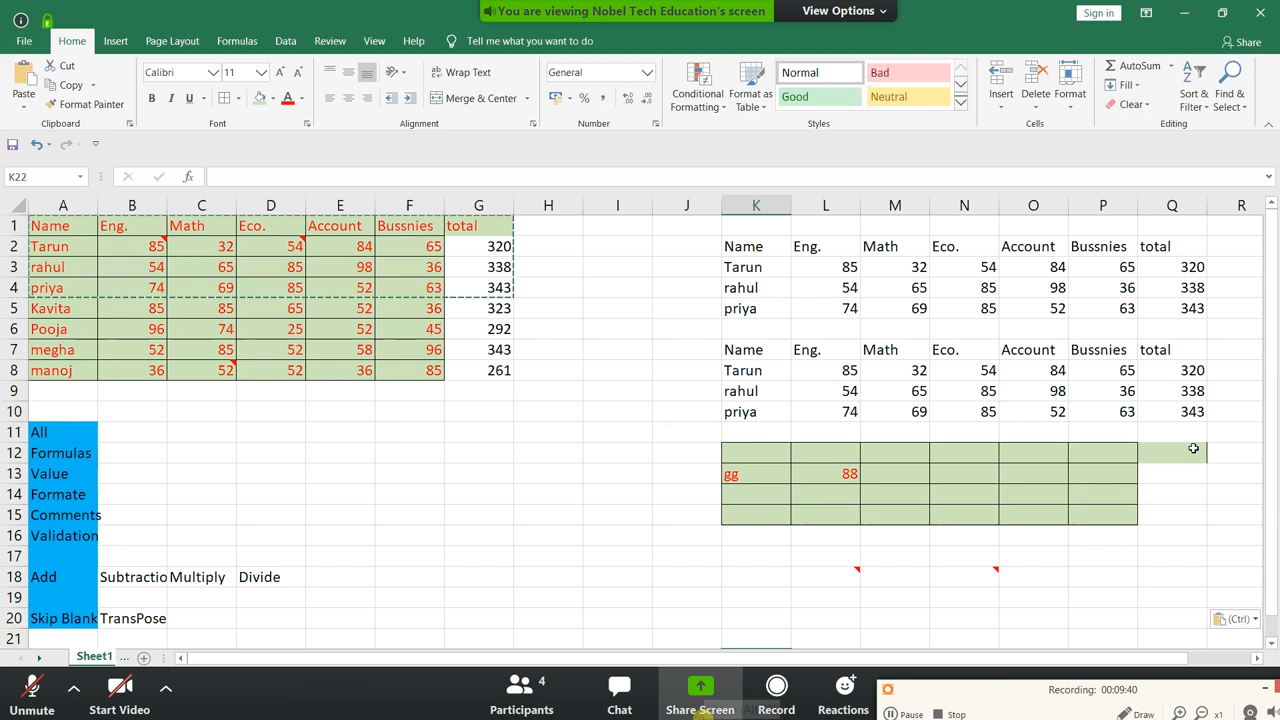 You are viewing Nobel Tech Education's screen
View Options
Sign in
File Home Insert Page Layout Formulas Data Review View Help Tell me what you want to do Share
Paste
Cut
Copy
Format Painter
Clipboard
Calibri 11
B I U
Font
Wrap Text
Merge & Center
Alignment
General
Number
Conditional Formatting
Format as Table
Normal Bad
Good Neutral
Styles
Insert Delete Format
Cells
AutoSum
Fill
Clear
Sort & Filter
Find & Select
Editing
K22
fx
A B C D E F G H I J K L M N O P Q R
1 Name Eng. Math Eco. Account Bussnies total
2 Tarun 85 32 54 84 65 320 Name Eng. Math Eco. Account Bussnies total
3 rahul 54 65 85 98 36 338 Tarun 85 32 54 84 65 320
4 priya 74 69 85 52 63 343 rahul 54 65 85 98 36 338
5 Kavita 85 85 65 52 36 323 priya 74 69 85 52 63 343
6 Pooja 96 74 25 52 45 292
7 megha 52 85 52 58 96 343 Name Eng. Math Eco. Account Bussnies total
8 manoj 36 52 52 36 85 261 Tarun 85 32 54 84 65 320
9 rahul 54 65 85 98 36 338
10 priya 74 69 85 52 63 343
11 All
12 Formulas
13 Value gg 88
14 Formate
15 Comments
16 Validation
17
18 Add Subtractio Multiply Divide
19
20 Skip Blank TransPose
21
(Ctrl)
Sheet1 ...
Unmute
Start Video
4
Participants
Chat
Share Screen
Record
Reactions
Recording: 00:09:40
Pause Stop Draw x1